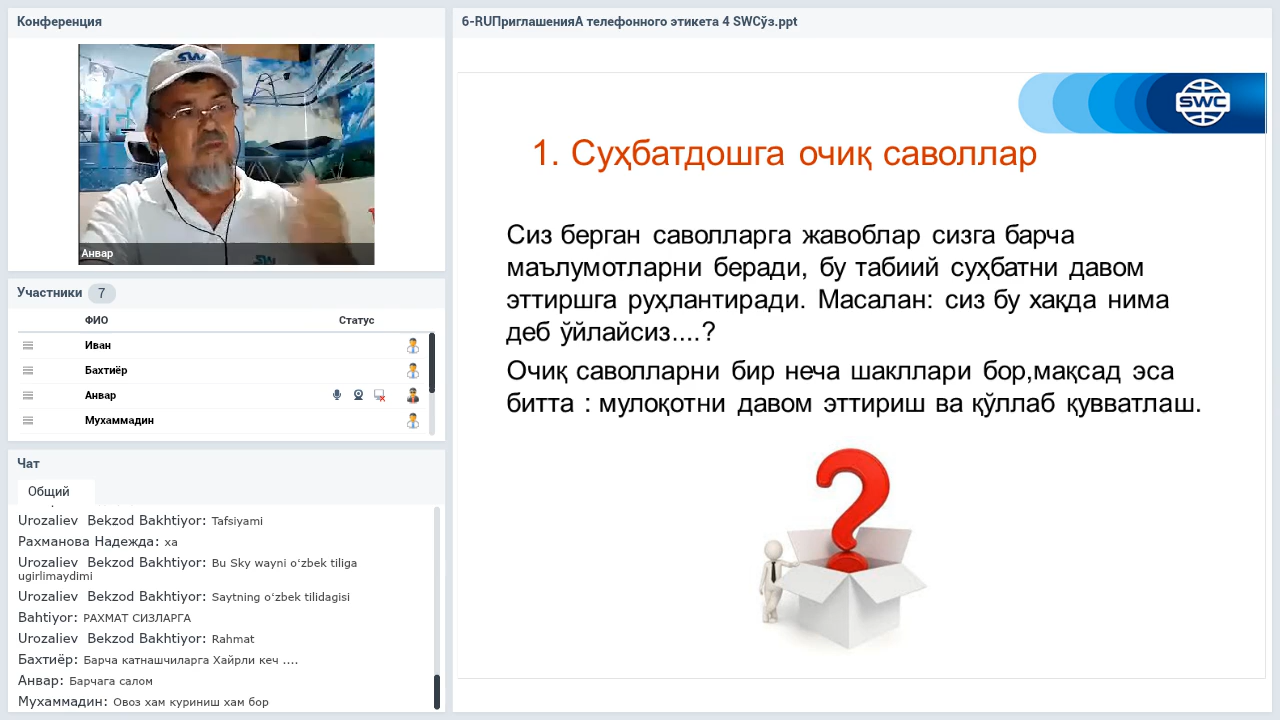 Конференция
SW
Анвар
Участники 7
ФИО Статус
Иван
Бахтиёр
Анвар
Мухаммадин
Чат
Общий
Urozaliev Bekzod Bakhtiyor: Tafsiyami
Рахманова Надежда: ха
Urozaliev Bekzod Bakhtiyor: Bu Sky wayni oʻzbek tiliga
ugirlimaydimi
Urozaliev Bekzod Bakhtiyor: Saytning oʻzbek tilidagisi
Bahtiyor: РАХМАТ СИЗЛАРГА
Urozaliev Bekzod Bakhtiyor: Rahmat
Бахтиёр: Барча катнашчиларга Хайрли кеч ....
Анвар: Барчага салом
Мухаммадин: Овоз хам куриниш хам бор
6-RUПриглашенияА телефонного этикета 4 SWCўз.ppt
SWC
1. Суҳбатдошга очиқ саволлар
Сиз берган саволларга жавоблар сизга барча
маълумотларни беради, бу табиий суҳбатни давом
эттиршга руҳлантиради. Масалан: сиз бу хақда нима
деб ўйлайсиз....?
Очиқ саволларни бир неча шакллари бор,мақсад эса
битта : мулоқотни давом эттириш ва қўллаб қувватлаш.